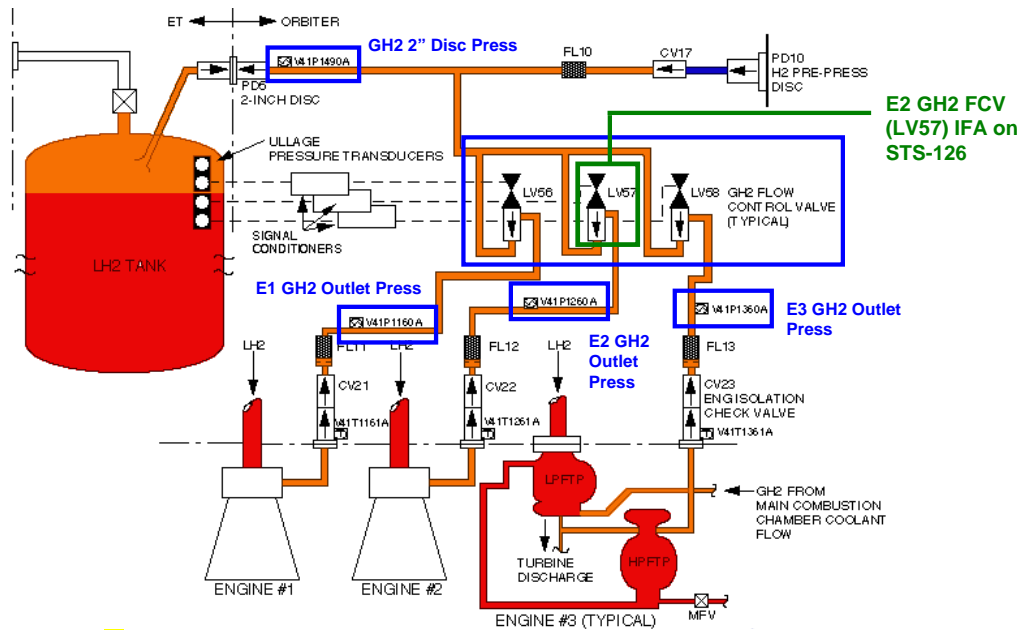 ET
ORBITER
GH2 2” Disc Press
V41P1490A
FL10
CV17
PD10
H2 PRE-PRESS
DISC
PD5
2-INCH DISC
E2 GH2 FCV
(LV57) IFA on
STS-126
ULLAGE
PRESSURE TRANSDUCERS
LV56
LV57
LV58
GH2 FLOW
CONTROL VALVE
(TYPICAL)
SIGNAL
CONDITIONERS
LH2 TANK
E1 GH2 Outlet Press
V41P1160A
V41P1260A
V41P1360A
E3 GH2 Outlet
Press
E2 GH2
Outlet
Press
LH2
FL11
LH2
FL12
LH2
FL13
CV21
CV22
CV23
ENG ISOLATION
CHECK VALVE
V41T1161A
V41T1261A
V41T1361A
LPFTP
GH2 FROM
MAIN COMBUSTION
CHAMBER COOLANT
FLOW
TURBINE
DISCHARGE
HPFTP
ENGINE #1
ENGINE #2
MFV
ENGINE #3 (TYPICAL)